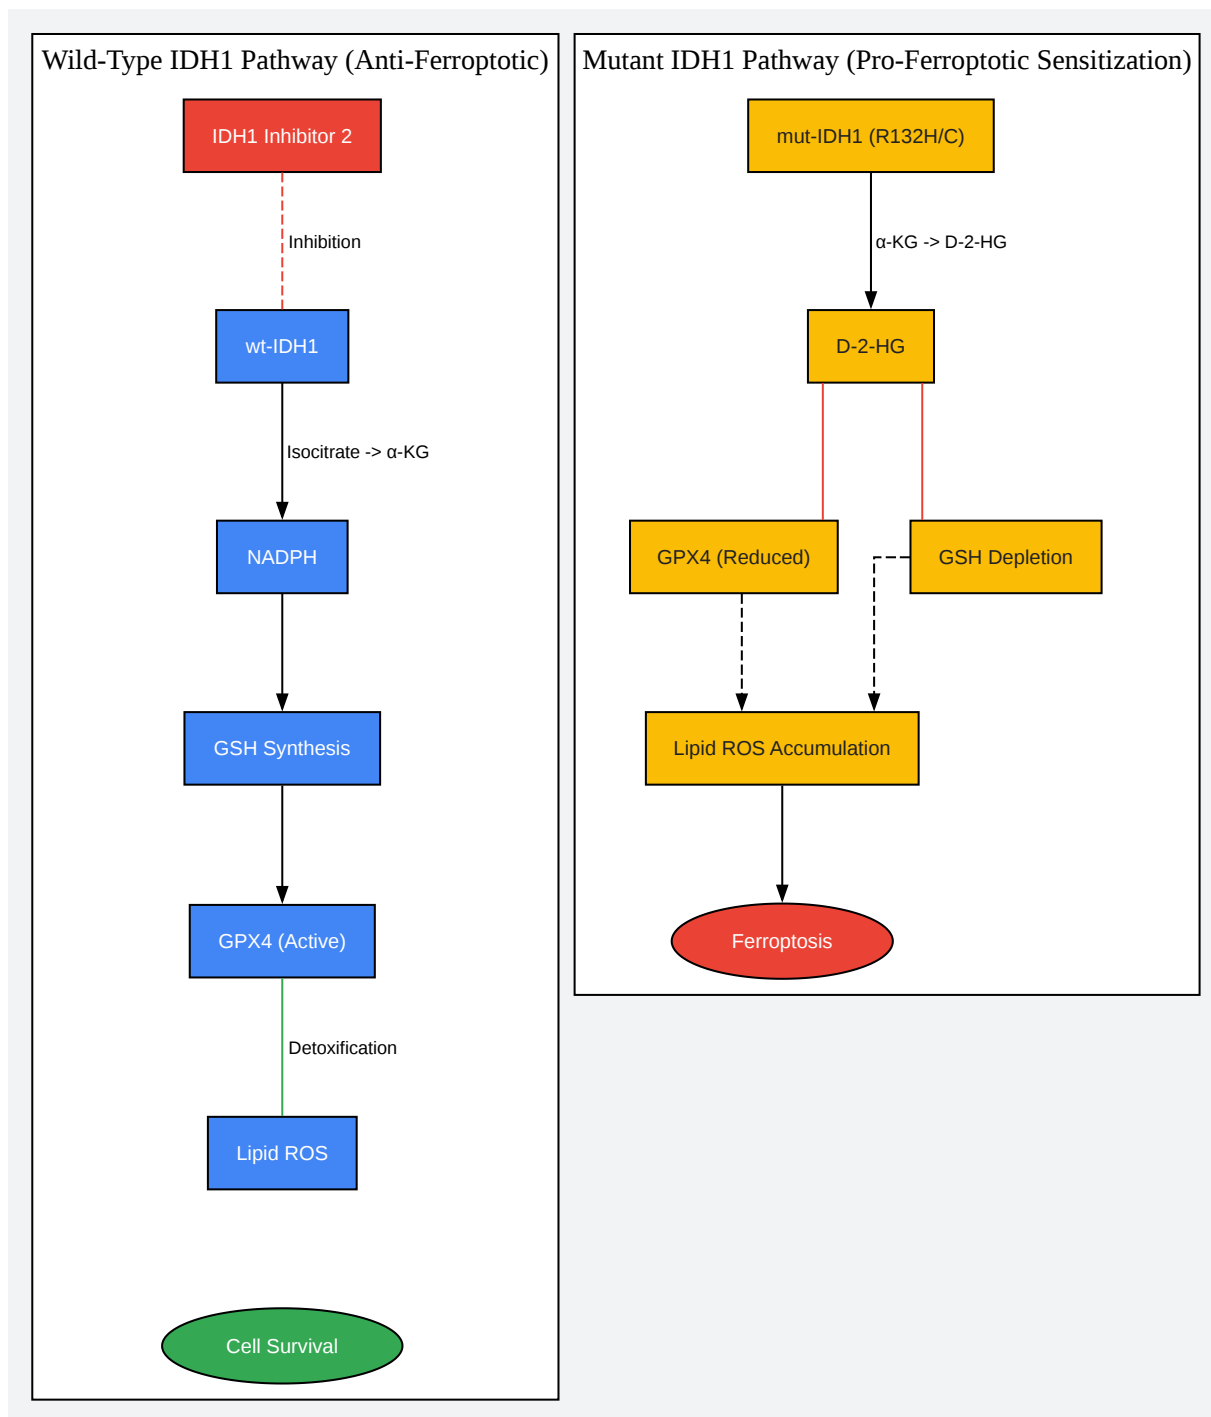 Wild-Type IDH1 Pathway (Anti-Ferroptotic)
IDH1 Inhibitor 2
Inhibition
wt-IDH1
Isocitrate -> α-KG
NADPH
GSH Synthesis
GPX4 (Active)
Detoxification
Lipid ROS
Cell Survival
Mutant IDH1 Pathway (Pro-Ferroptotic Sensitization)
mut-IDH1 (R132H/C)
α-KG -> D-2-HG
D-2-HG
GPX4 (Reduced)
GSH Depletion
Lipid ROS Accumulation
Ferroptosis